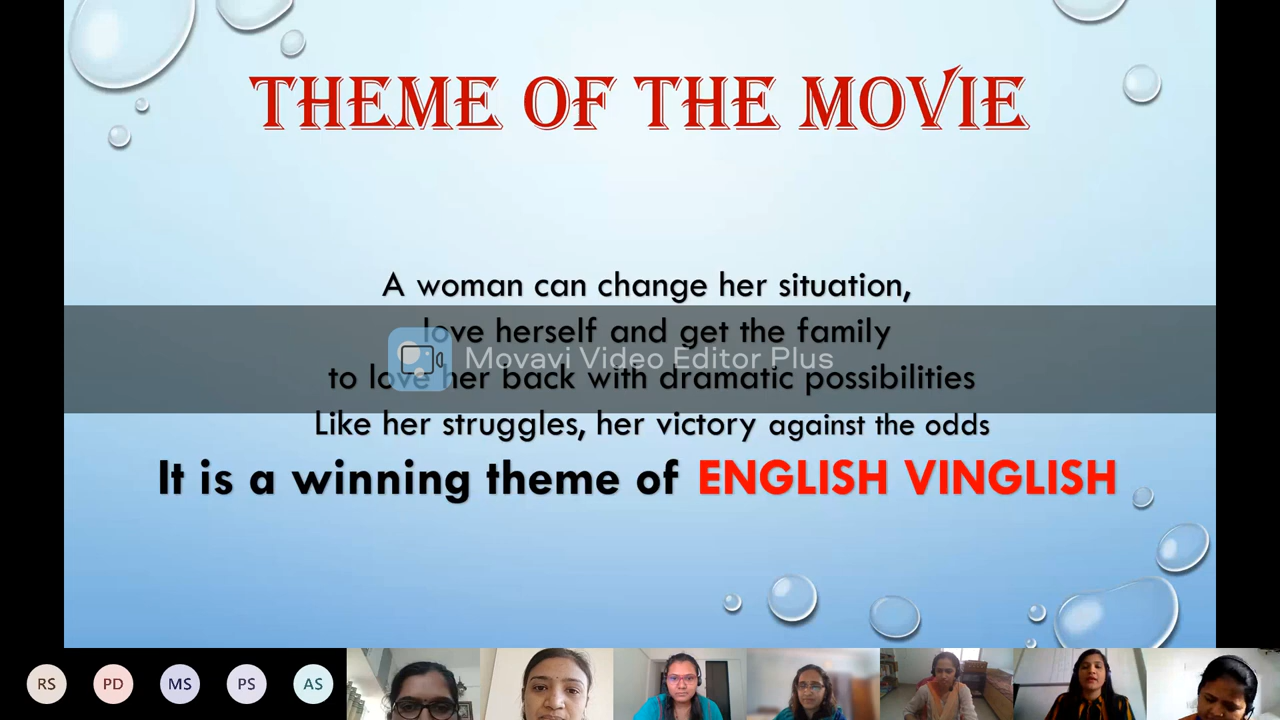 THEME OF THE MOVIE
A woman can change her situation,
love herself and get the family
Movavi Video Editor Plus
to love her back with dramatic possibilities
Like her struggles, her victory against the odds
It is a winning theme of ENGLISH VINGLISH
RS PD MS PS AS